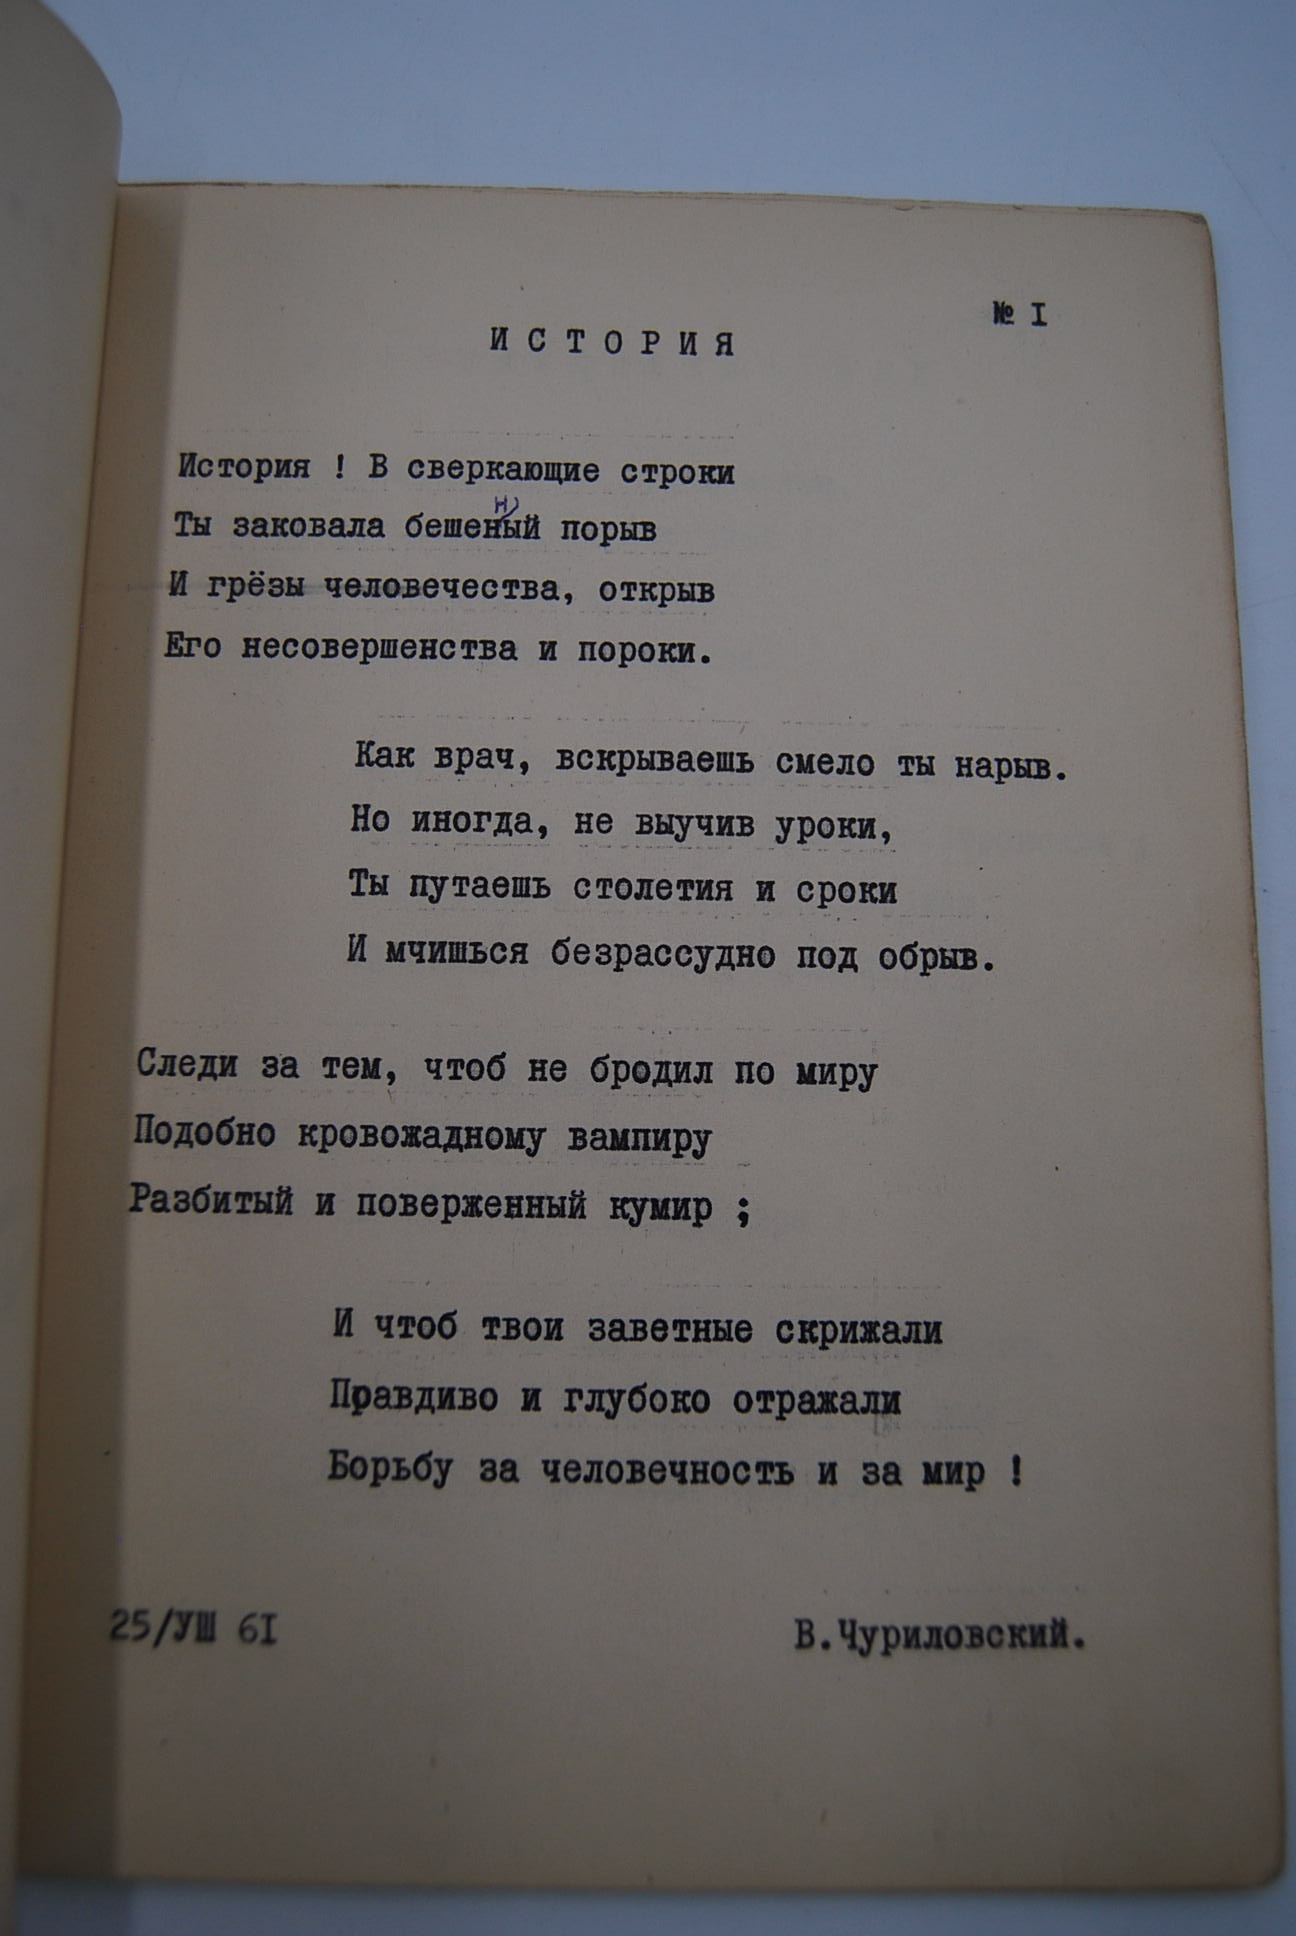 № I
ИСТОРИЯ
История ! В сверкающие строки
Ты заковала бешенный порыв
И грёзы человечества, открыв
Его несовершенства и пороки.
Как врач, вскрываешь смело ты нарыв.
Но иногда, не выучив уроки,
Ты путаешь столетия и сроки
И мчишься безрассудно под обрыв.
Следи за тем, чтоб не бродил по миру
Подобно кровожадному вампиру
Разбитый и поверженный кумир ;
И чтоб твои заветные скрижали
Правдиво и глубоко отражали
Борьбу за человечность и за мир !
25/УШ 6I
В.Чуриловский.